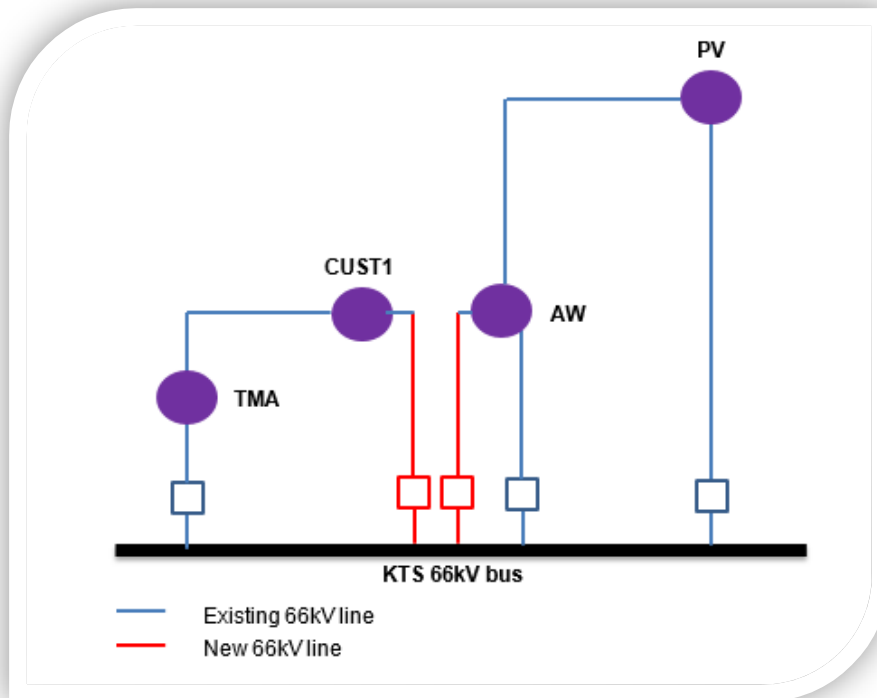 PV
CUST1
AW
TMA
KTS 66kV bus
Existing 66kV line
New 66kV line